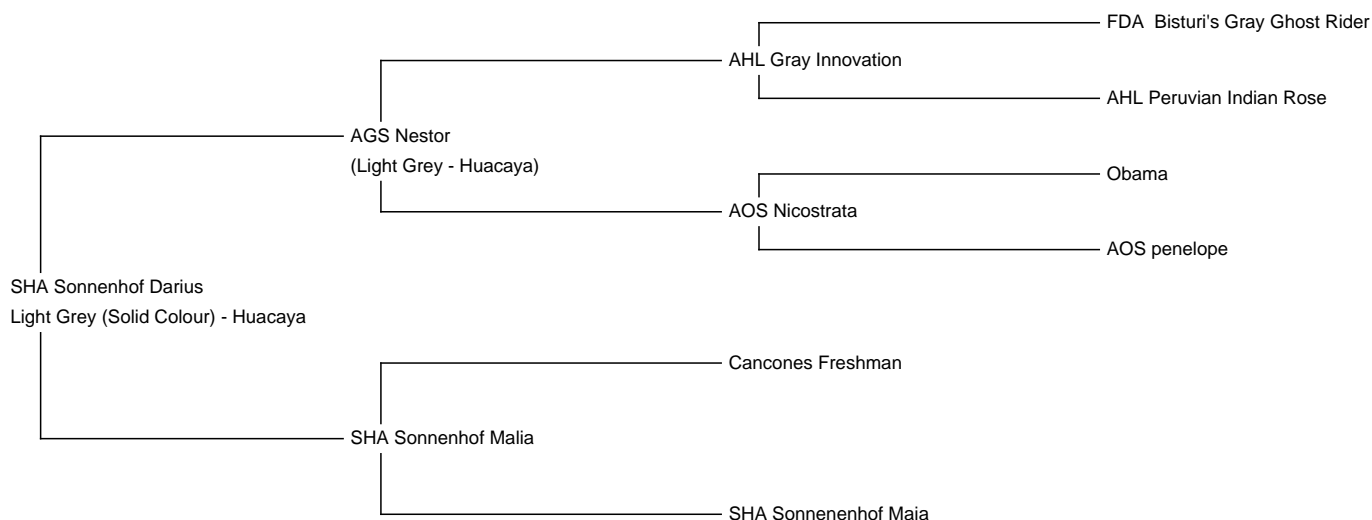 FDA  Bisturi's Gray Ghost Rider
AHL Gray Innovation
AHL Peruvian Indian Rose
AGS Nestor
(Light Grey - Huacaya)
Obama
AOS Nicostrata
AOS penelope
SHA Sonnenhof Darius
Light Grey (Solid Colour) - Huacaya
Cancones Freshman
SHA Sonnenhof Malia
SHA Sonnenenhof Maia